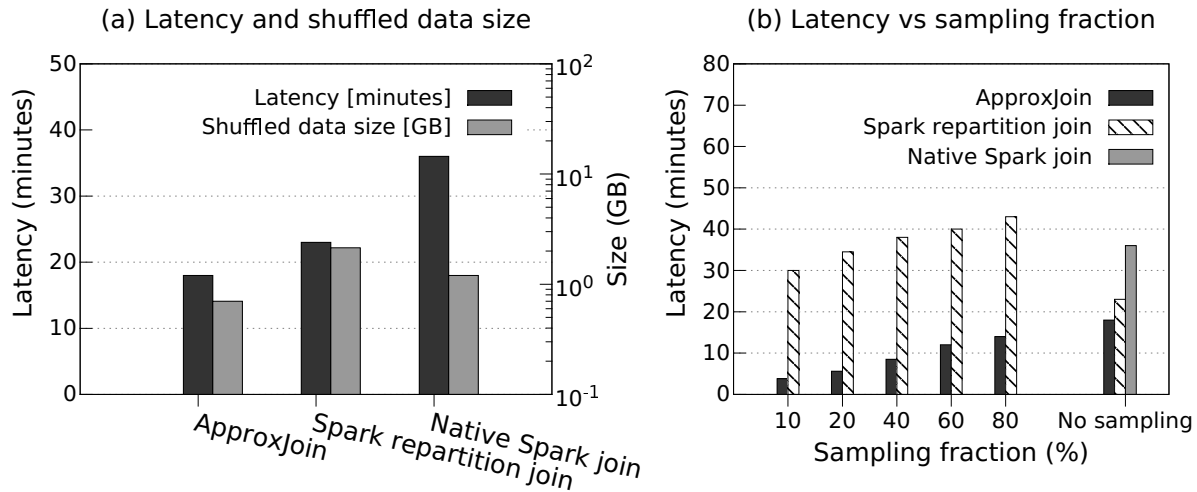 (a) Latency and shuffled data size
Latency (minutes)
50
40
30
20
10
0
Latency [minutes]
Shuffled data size [GB]
10^2
10^1
10^0
10^-1
Size (GB)
ApproxJoin
Spark repartition join
Native Spark join
(b) Latency vs sampling fraction
Latency (minutes)
80
70
60
50
40
30
20
10
0
ApproxJoin
Spark repartition join
Native Spark join
10 20 40 60 80 No sampling
Sampling fraction (%)